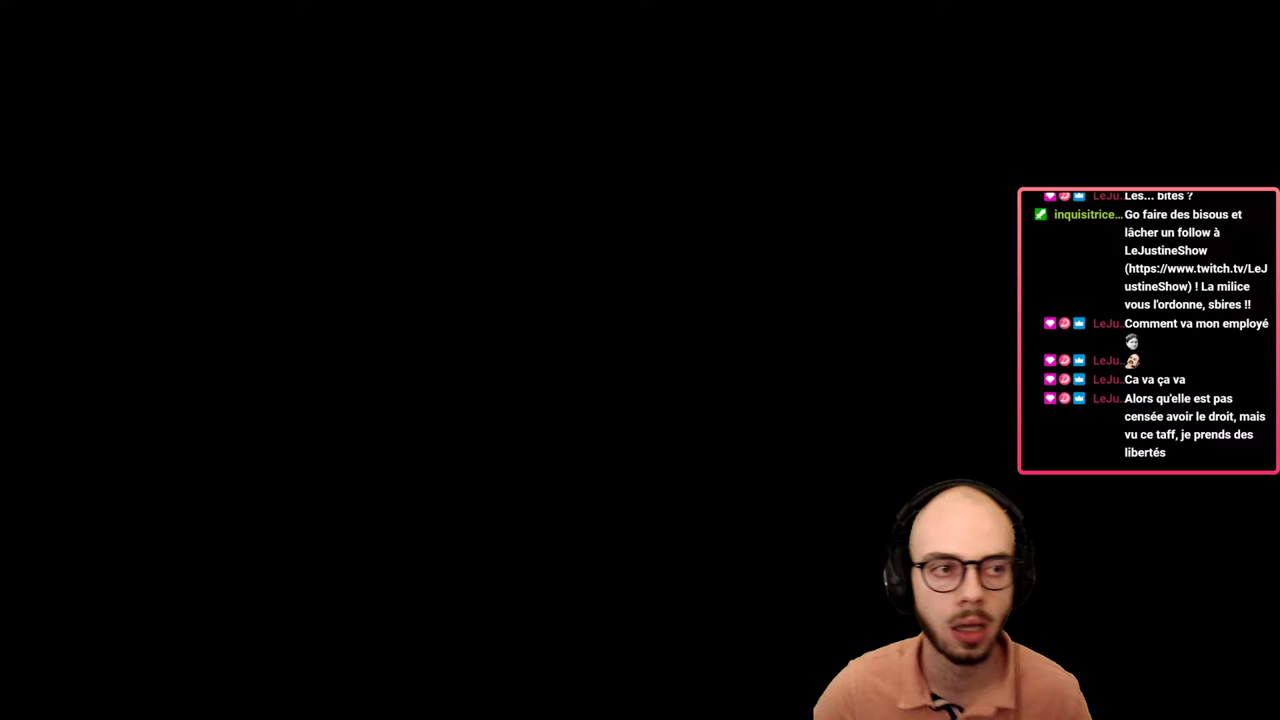 LeJu.. Les... bites ?
inquisitrice... Go faire des bisous et
lâcher un follow à
LeJustineShow
(https://www.twitch.tv/LeJ
ustineShow) ! La milice
vous l'ordonne, sbires !!
LeJu.. Comment va mon employé
LeJu..
LeJu.. Ca va ça va
LeJu.. Alors qu'elle est pas
censée avoir le droit, mais
vu ce taff, je prends des
libertés